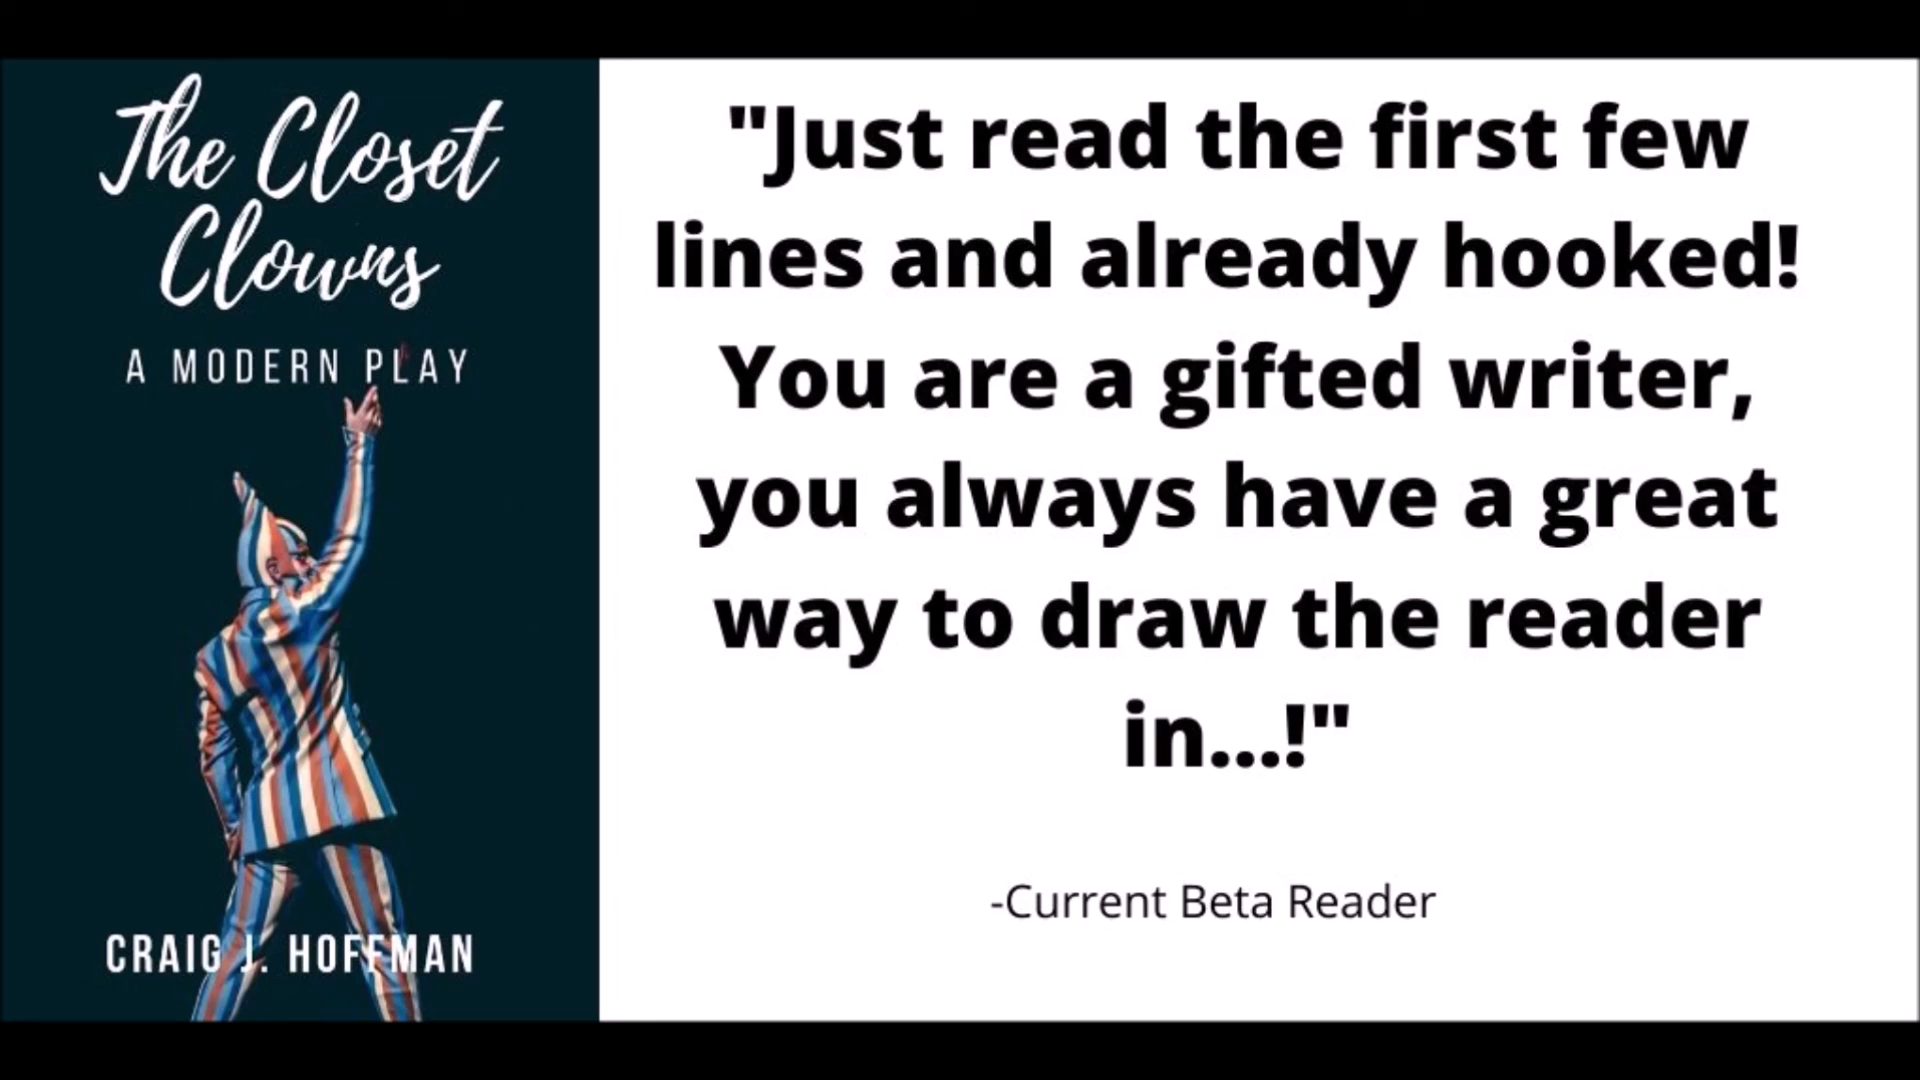 The Closet
Clowns
A MODERN PLAY
CRAIG J. HOFFMAN
"Just read the first few
lines and already hooked!
You are a gifted writer,
you always have a great
way to draw the reader
in...!"
-Current Beta Reader